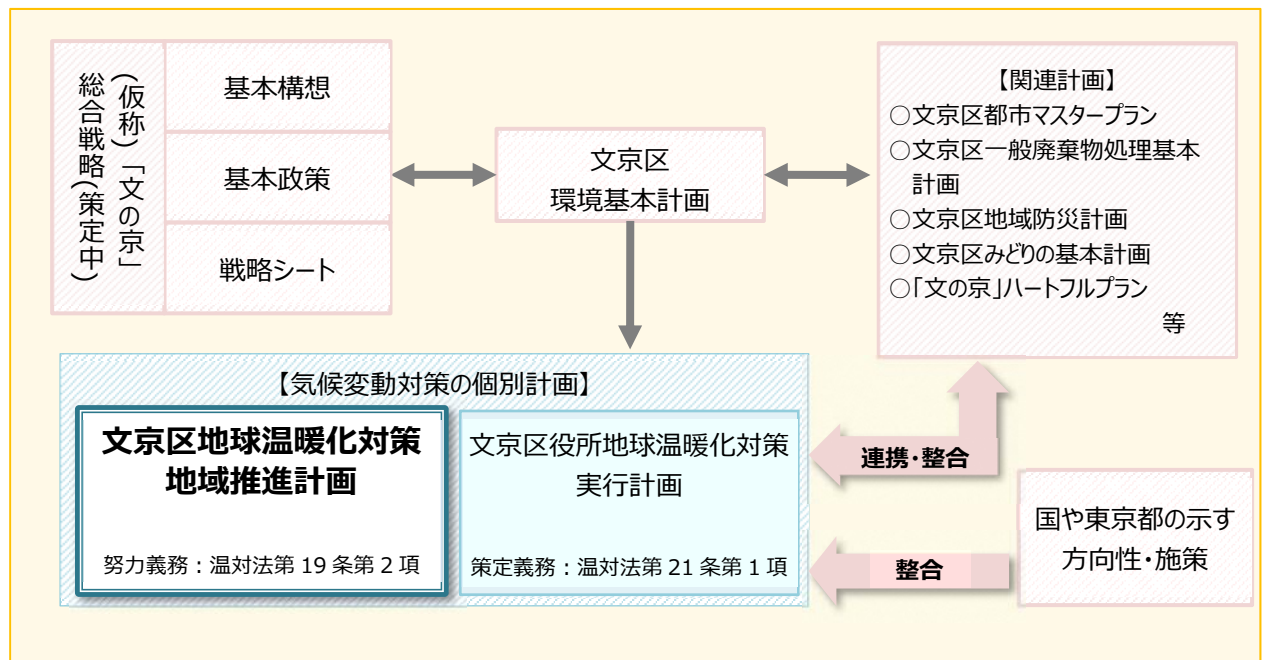 (仮称)「文の京」
総合戦略(策定中)
基本構想
基本政策
戦略シート
文京区
環境基本計画
【関連計画】
○文京区都市マスタープラン
○文京区一般廃棄物処理基本
計画
○文京区地域防災計画
○文京区みどりの基本計画
○「文の京」ハートフルプラン
等
【気候変動対策の個別計画】
文京区地球温暖化対策
地域推進計画
努力義務:温対法第 19 条第 2 項
文京区役所地球温暖化対策
実行計画
策定義務:温対法第 21 条第 1 項
連携・整合
整合
国や東京都の示す
方向性・施策